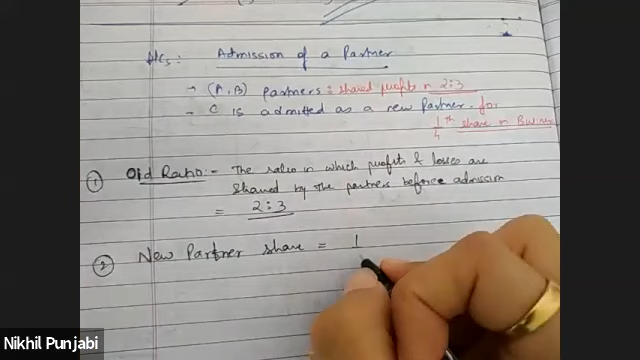 A/cs: Admission of a Partner
→ (A, B) partners: shared profits in 2:3
- C is admitted as a new Partner. for
1/4 th share in Business
① Old Ratio:- The ratio in which profits & losses are
shared by the partners before admission
= 2:3
② New Partner share = 1
Nikhil Punjabi